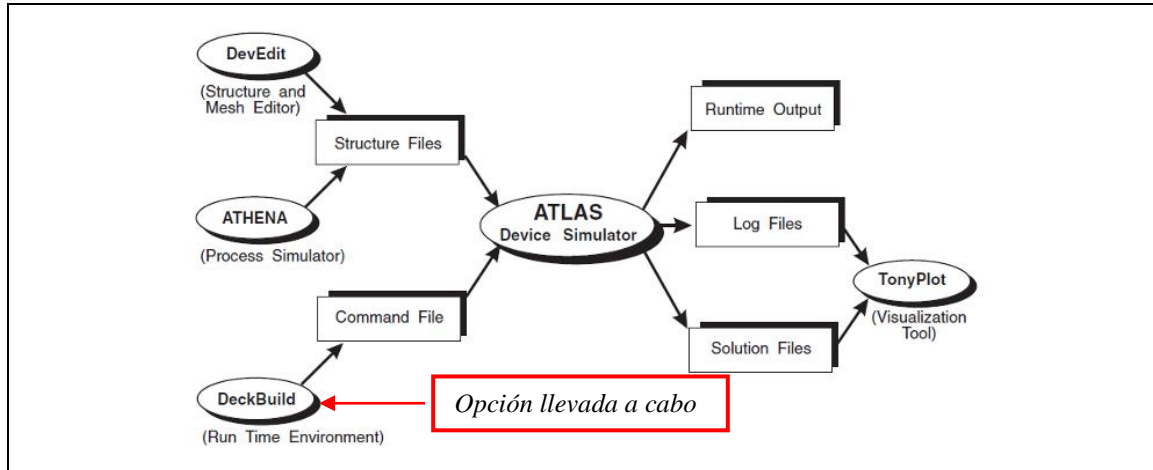 DevEdit
(Structure and
Mesh Editor)
Structure Files
ATHENA
(Process Simulator)
Command File
DeckBuild
(Run Time Environment)
Opción llevada a cabo
ATLAS
Device Simulator
Runtime Output
Log Files
Solution Files
TonyPlot
(Visualization
Tool)